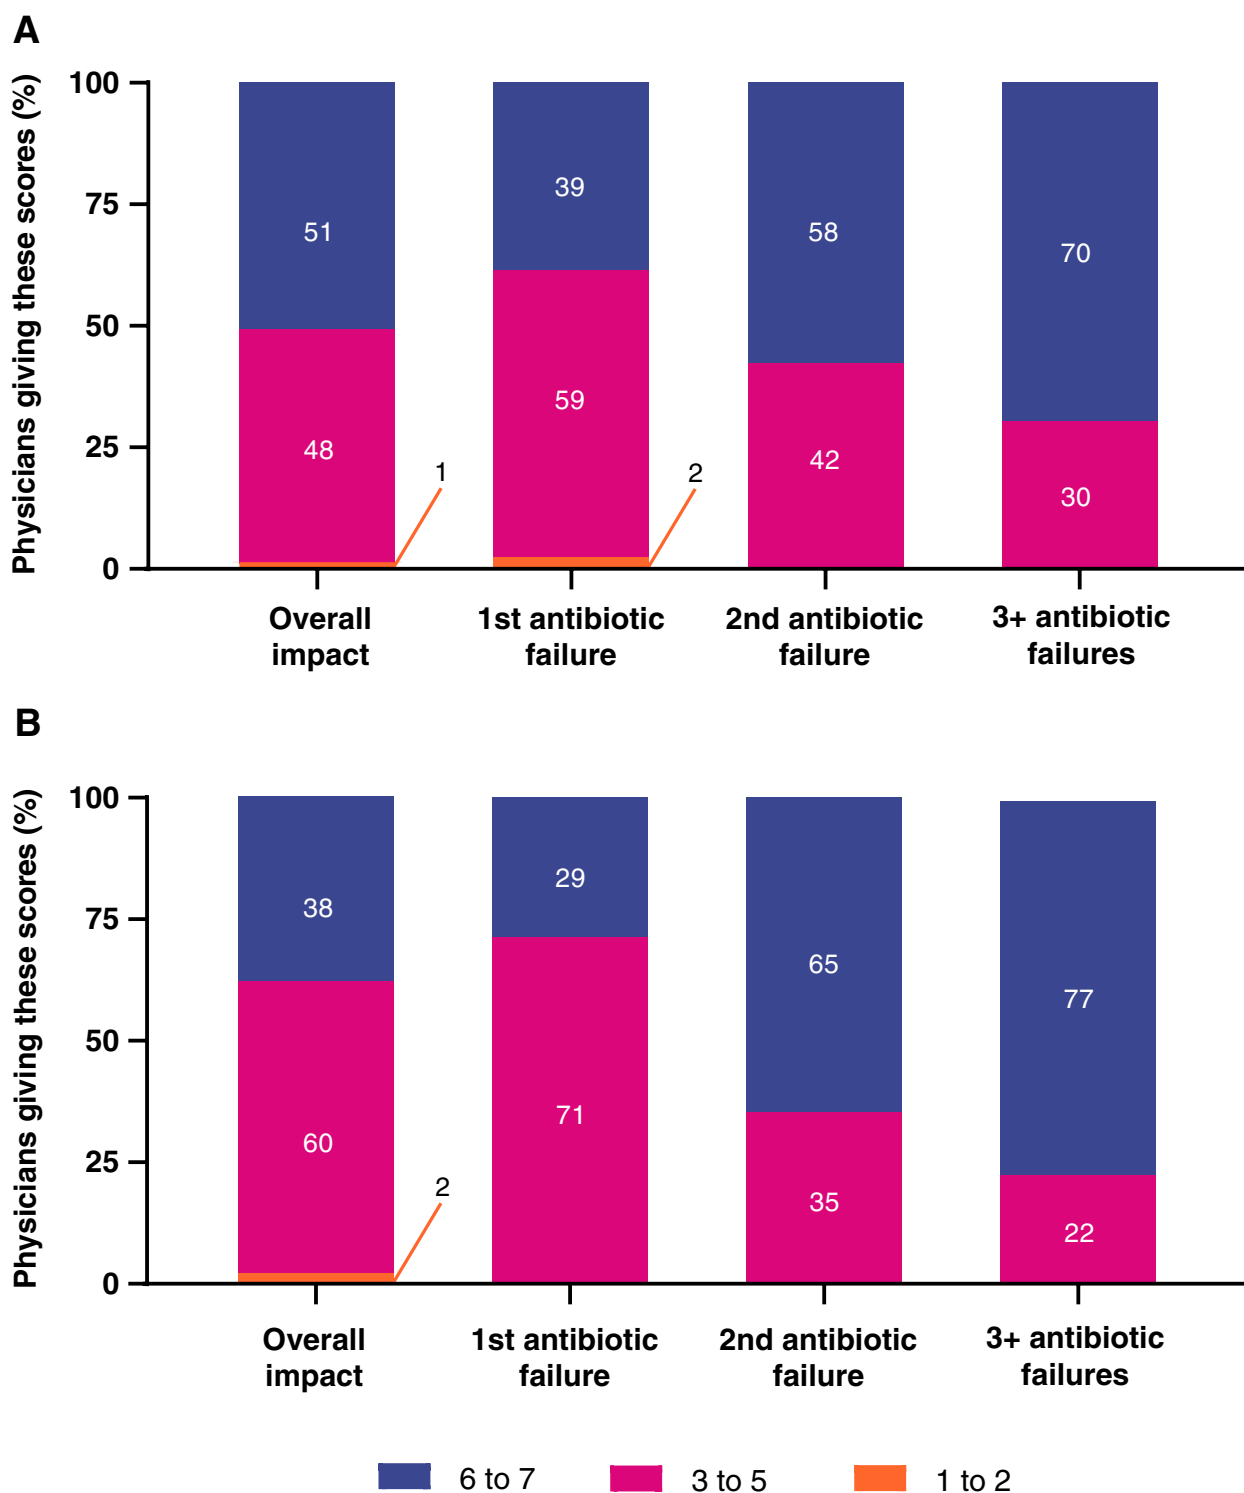 A
Physicians giving these scores (%)
100
75
50
25
0
51
48
1
39
59
2
58
42
70
30
Overall
impact
1st antibiotic
failure
2nd antibiotic
failure
3+ antibiotic
failures
B
Physicians giving these scores (%)
100
75
50
25
0
38
60
2
29
71
65
35
77
22
Overall
impact
1st antibiotic
failure
2nd antibiotic
failure
3+ antibiotic
failures
6 to 7
3 to 5
1 to 2